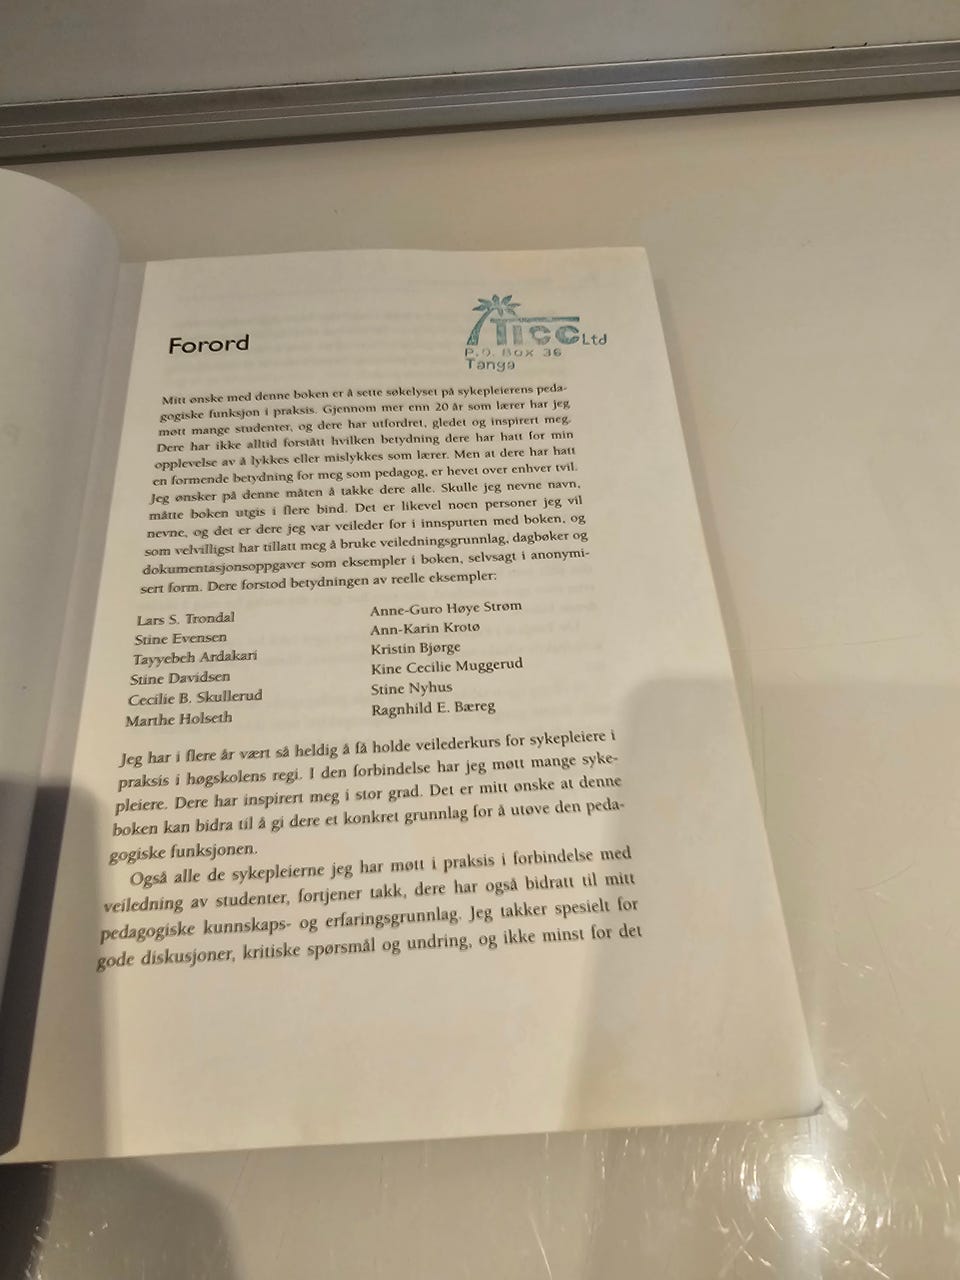 Forord
Ticc Ltd
P.O. Box 36
Tanga
Mitt ønske med denne boken er å sette søkelyset på sykepleierens peda-
gogiske funksjon i praksis. Gjennom mer enn 20 år som lærer har jeg
møtt mange studenter, og dere har utfordret, gledet og inspirert meg.
Dere har ikke alltid forstått hvilken betydning dere har hatt for min
opplevelse av å lykkes eller mislykkes som lærer. Men at dere har hatt
en formende betydning for meg som pedagog, er hevet over enhver tvil.
Jeg ønsker på denne måten å takke dere alle. Skulle jeg nevne navn,
måtte boken utgis i flere bind. Det er likevel noen personer jeg vil
nevne, og det er dere jeg var veileder for i innspurten med boken, og
som velvilligst har tillatt meg å bruke veiledningsgrunnlag, dagbøker og
dokumentasjonsoppgaver som eksempler i boken, selvsagt i anonymi-
sert form. Dere forstod betydningen av reelle eksempler:
Lars S. Trondal
Stine Evensen
Tayyebeh Ardakari
Stine Davidsen
Cecilie B. Skullerud
Marthe Holseth
Anne-Guro Høye Strøm
Ann-Karin Krotø
Kristin Bjørge
Kine Cecilie Muggerud
Stine Nyhus
Ragnhild E. Bæreg
Jeg har i flere år vært så heldig å få holde veilederkurs for sykepleiere i
praksis i høgskolens regi. I den forbindelse har jeg møtt mange syke-
pleiere. Dere har inspirert meg i stor grad. Det er mitt ønske at denne
boken kan bidra til å gi dere et konkret grunnlag for å utøve den peda-
gogiske funksjonen.
Også alle de sykepleierne jeg har møtt i praksis i forbindelse med
veiledning av studenter, fortjener takk, dere har også bidratt til mitt
pedagogiske kunnskaps- og erfaringsgrunnlag. Jeg takker spesielt for
gode diskusjoner, kritiske spørsmål og undring, og ikke minst for det